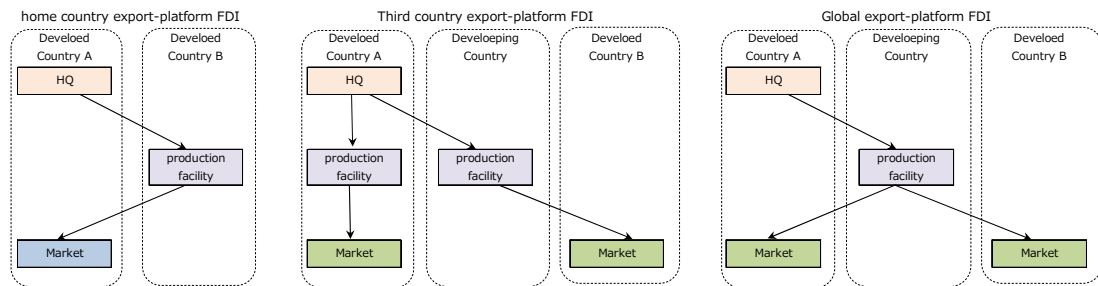 home country export-platform FDI
Develoed
Country A
Develoed
Country B
HQ
production
facility
Market
Third country export-platform FDI
Develoed
Country A
Develoeping
Country
Develoed
Country B
HQ
production
facility
production
facility
Market
Market
Global export-platform FDI
Develoed
Country A
Develoeping
Country
Develoed
Country B
HQ
production
facility
Market
Market